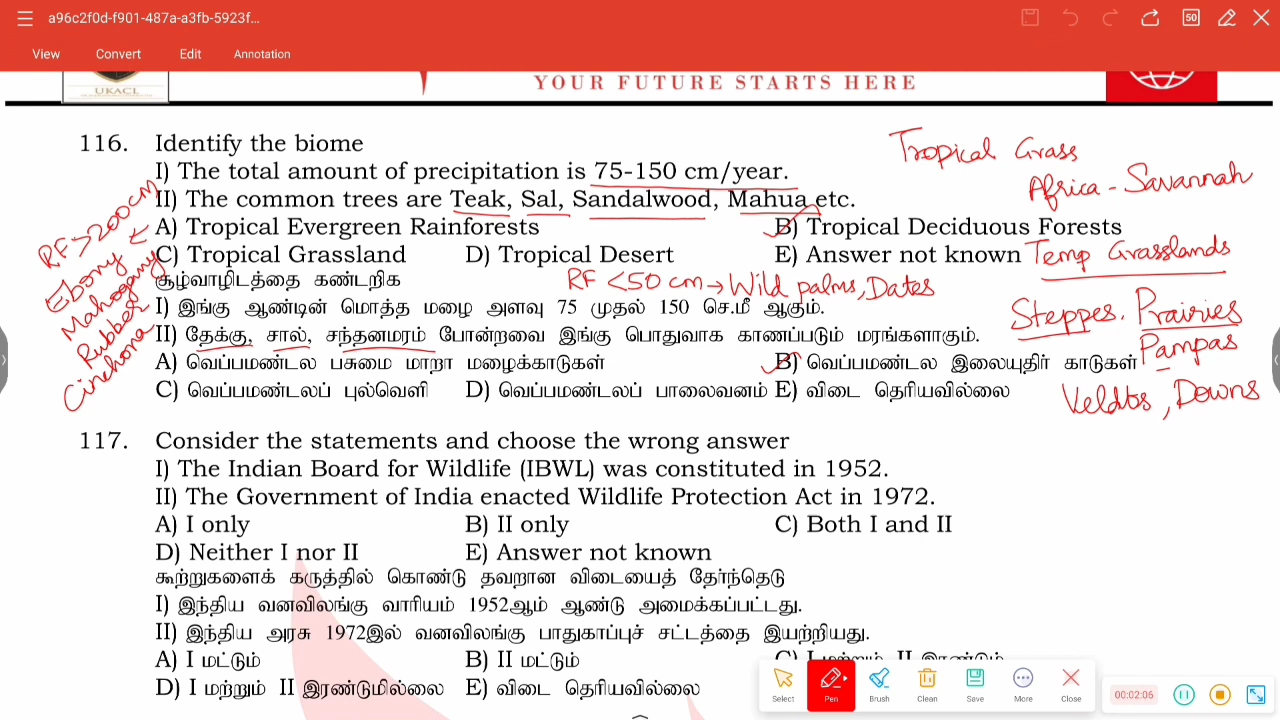 a96c2f0d-f901-487a-a3fb-5923f...
50
View Convert Edit Annotation
UKACL
YOUR FUTURE STARTS HERE
116. Identify the biome
I) The total amount of precipitation is 75-150 cm/year.
II) The common trees are Teak, Sal, Sandalwood, Mahua etc.
A) Tropical Evergreen Rainforests B) Tropical Deciduous Forests
C) Tropical Grassland D) Tropical Desert E) Answer not known
சூழ்வாழிடத்தை கண்டறிக
I) இங்கு ஆண்டின் மொத்த மழை அளவு 75 முதல் 150 செ.மீ ஆகும்.
II) தேக்கு, சால், சந்தனமரம் போன்றவை இங்கு பொதுவாக காணப்படும் மரங்களாகும்.
A) வெப்பமண்டல பசுமை மாறா மழைக்காடுகள் B) வெப்பமண்டல இலையுதிர் காடுகள்
C) வெப்பமண்டலப் புல்வெளி D) வெப்பமண்டலப் பாலைவனம் E) விடை தெரியவில்லை
Tropical Grass
Africa - Savannah
Temp Grasslands
Steppes. Prairies
Pampas
Veldts, Downs
RF <50 cm → Wild palms, Dates
RF > 200 cm
Ebony
Mahogany
Rubber
Cinchona
117. Consider the statements and choose the wrong answer
I) The Indian Board for Wildlife (IBWL) was constituted in 1952.
II) The Government of India enacted Wildlife Protection Act in 1972.
A) I only B) II only C) Both I and II
D) Neither I nor II E) Answer not known
கூற்றுகளைக் கருத்தில் கொண்டு தவறான விடையைத் தேர்ந்தெடு
I) இந்திய வனவிலங்கு வாரியம் 1952ஆம் ஆண்டு அமைக்கப்பட்டது.
II) இந்திய அரசு 1972இல் வனவிலங்கு பாதுகாப்புச் சட்டத்தை இயற்றியது.
A) I மட்டும் B) II மட்டும் C) I மற்றும் II இரண்டும்
D) I மற்றும் II இரண்டுமில்லை E) விடை தெரியவில்லை
Select Pen Brush Clean Save More Close
00:02:06